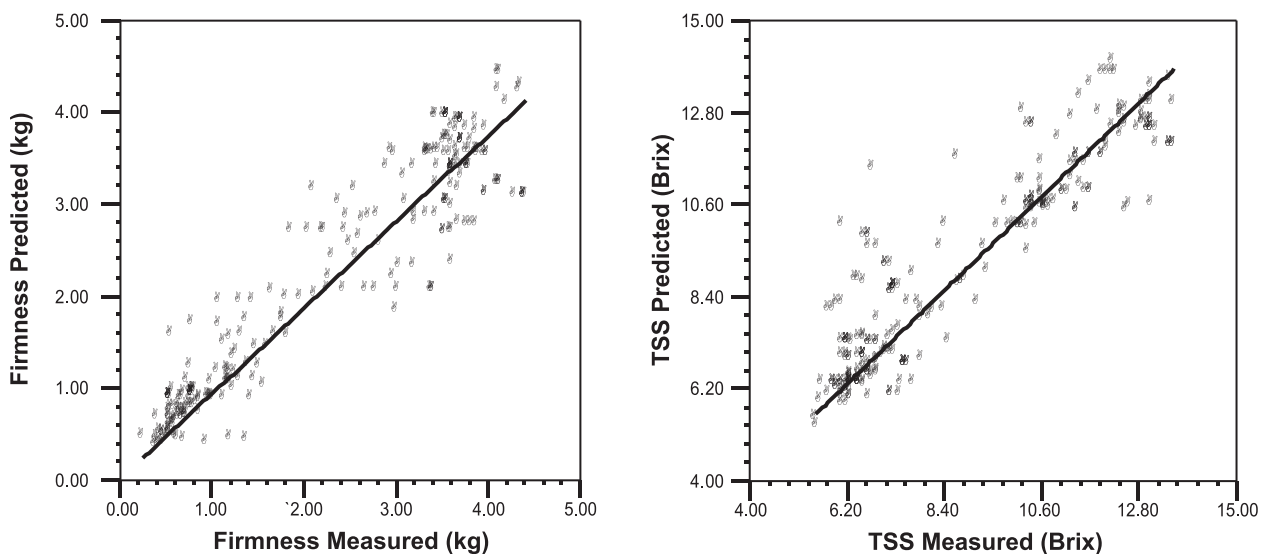 5.00
4.00
3.00
2.00
1.00
0.00
Firmness Predicted (kg)
0.00 1.00 `2.00 3.00 4.00 5.00
Firmness Measured (kg)
15.00
12.80
10.60
8.40
6.20
4.00
TSS Predicted (Brix)
4.00 6.20 8.40 10.60 12.80 15.00
TSS Measured (Brix)